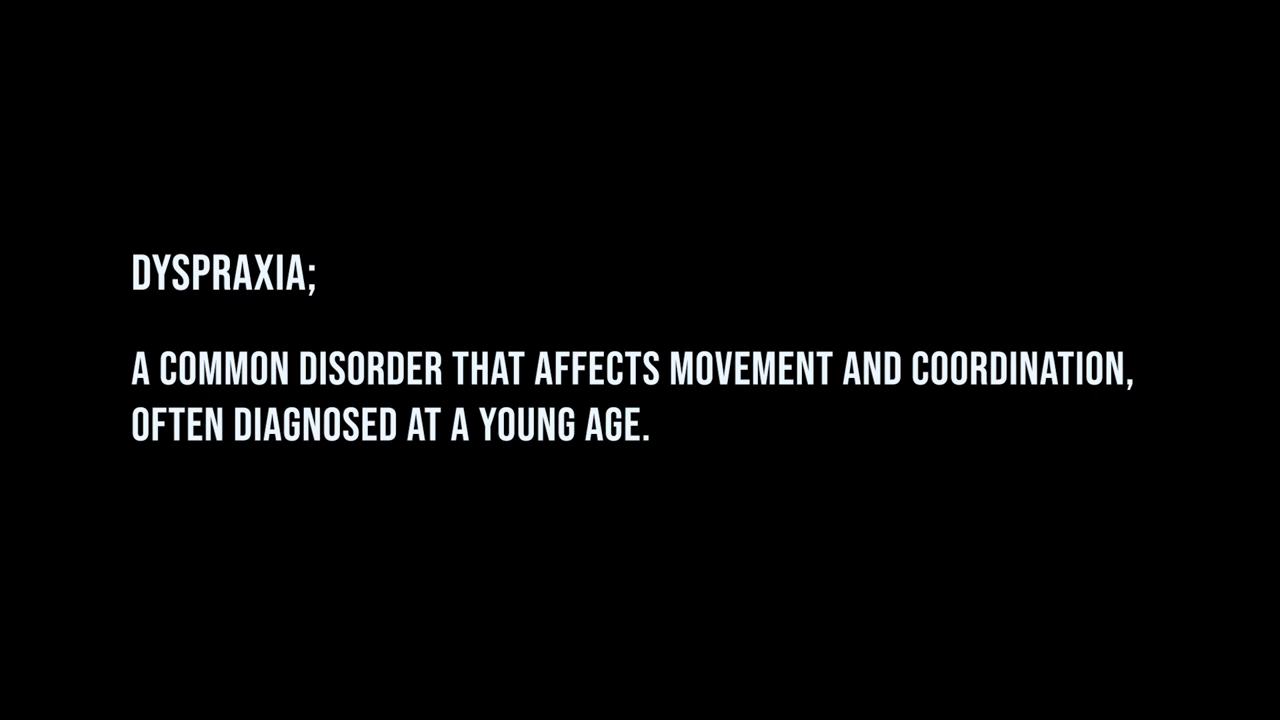 DYSPRAXIA;
A COMMON DISORDER THAT AFFECTS MOVEMENT AND COORDINATION,
OFTEN DIAGNOSED AT A YOUNG AGE.